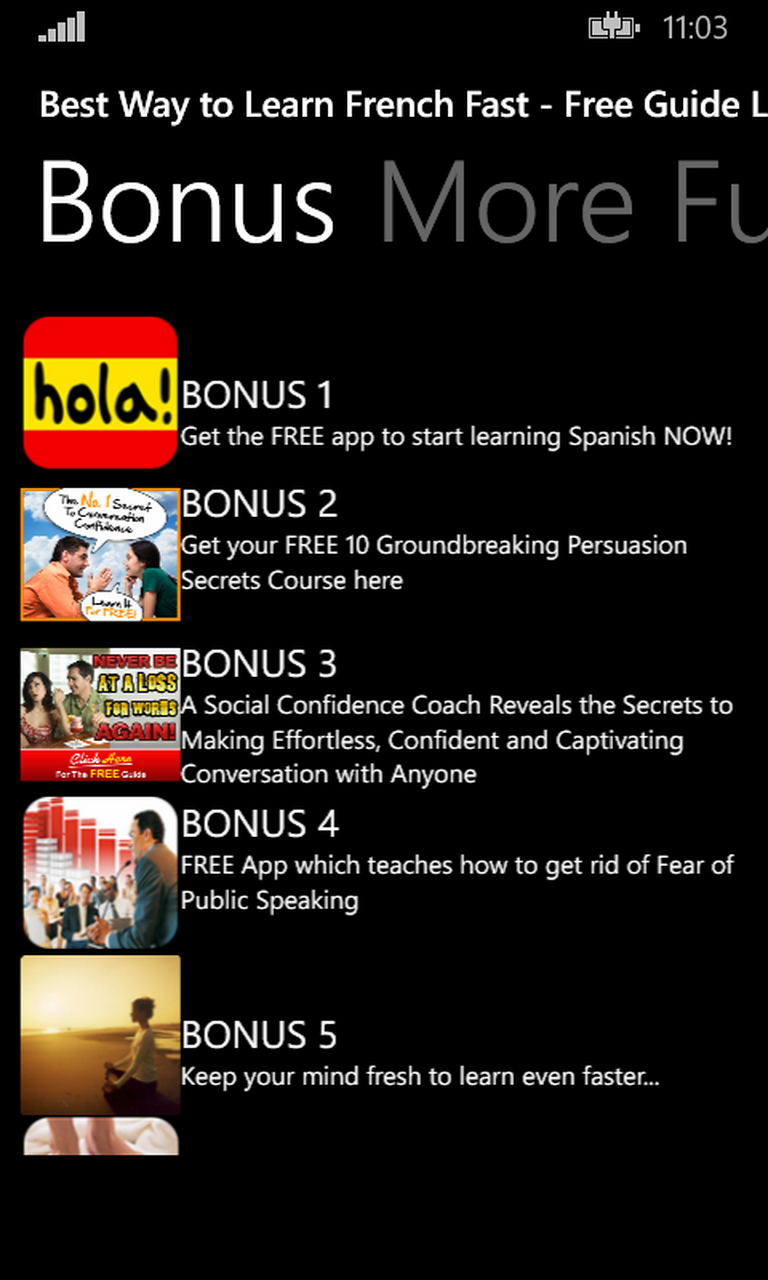 11:03
Best Way to Learn French Fast - Free Guide L
Bonus More Fu
hola!
BONUS 1
Get the FREE app to start learning Spanish NOW!
The No. 1 Secret
To Conversation
Confidence
Learn It
For FREE!
BONUS 2
Get your FREE 10 Groundbreaking Persuasion
Secrets Course here
NEVER BE
AT A LOSS
FOR WORDS
AGAIN!
Click Here
For The FREE Guide
BONUS 3
A Social Confidence Coach Reveals the Secrets to
Making Effortless, Confident and Captivating
Conversation with Anyone
BONUS 4
FREE App which teaches how to get rid of Fear of
Public Speaking
BONUS 5
Keep your mind fresh to learn even faster...